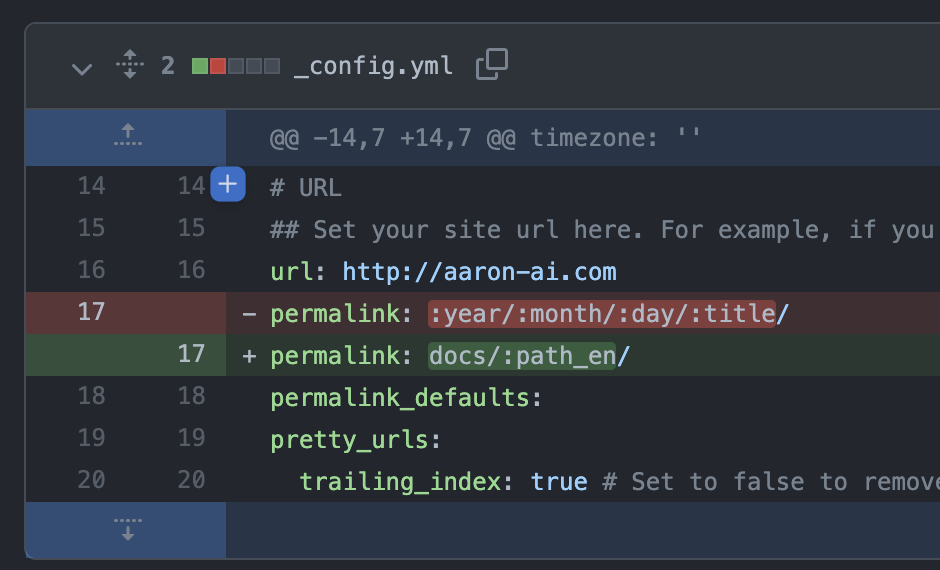 2 _config.yml
@@ -14,7 +14,7 @@ timezone: ''
14 14 + # URL
15 15 ## Set your site url here. For example, if you
16 16 url: http://aaron-ai.com
17 - permalink: :year/:month/:day/:title/
17 + permalink: docs/:path_en/
18 18 permalink_defaults:
19 19 pretty_urls:
20 20 trailing_index: true # Set to false to remove